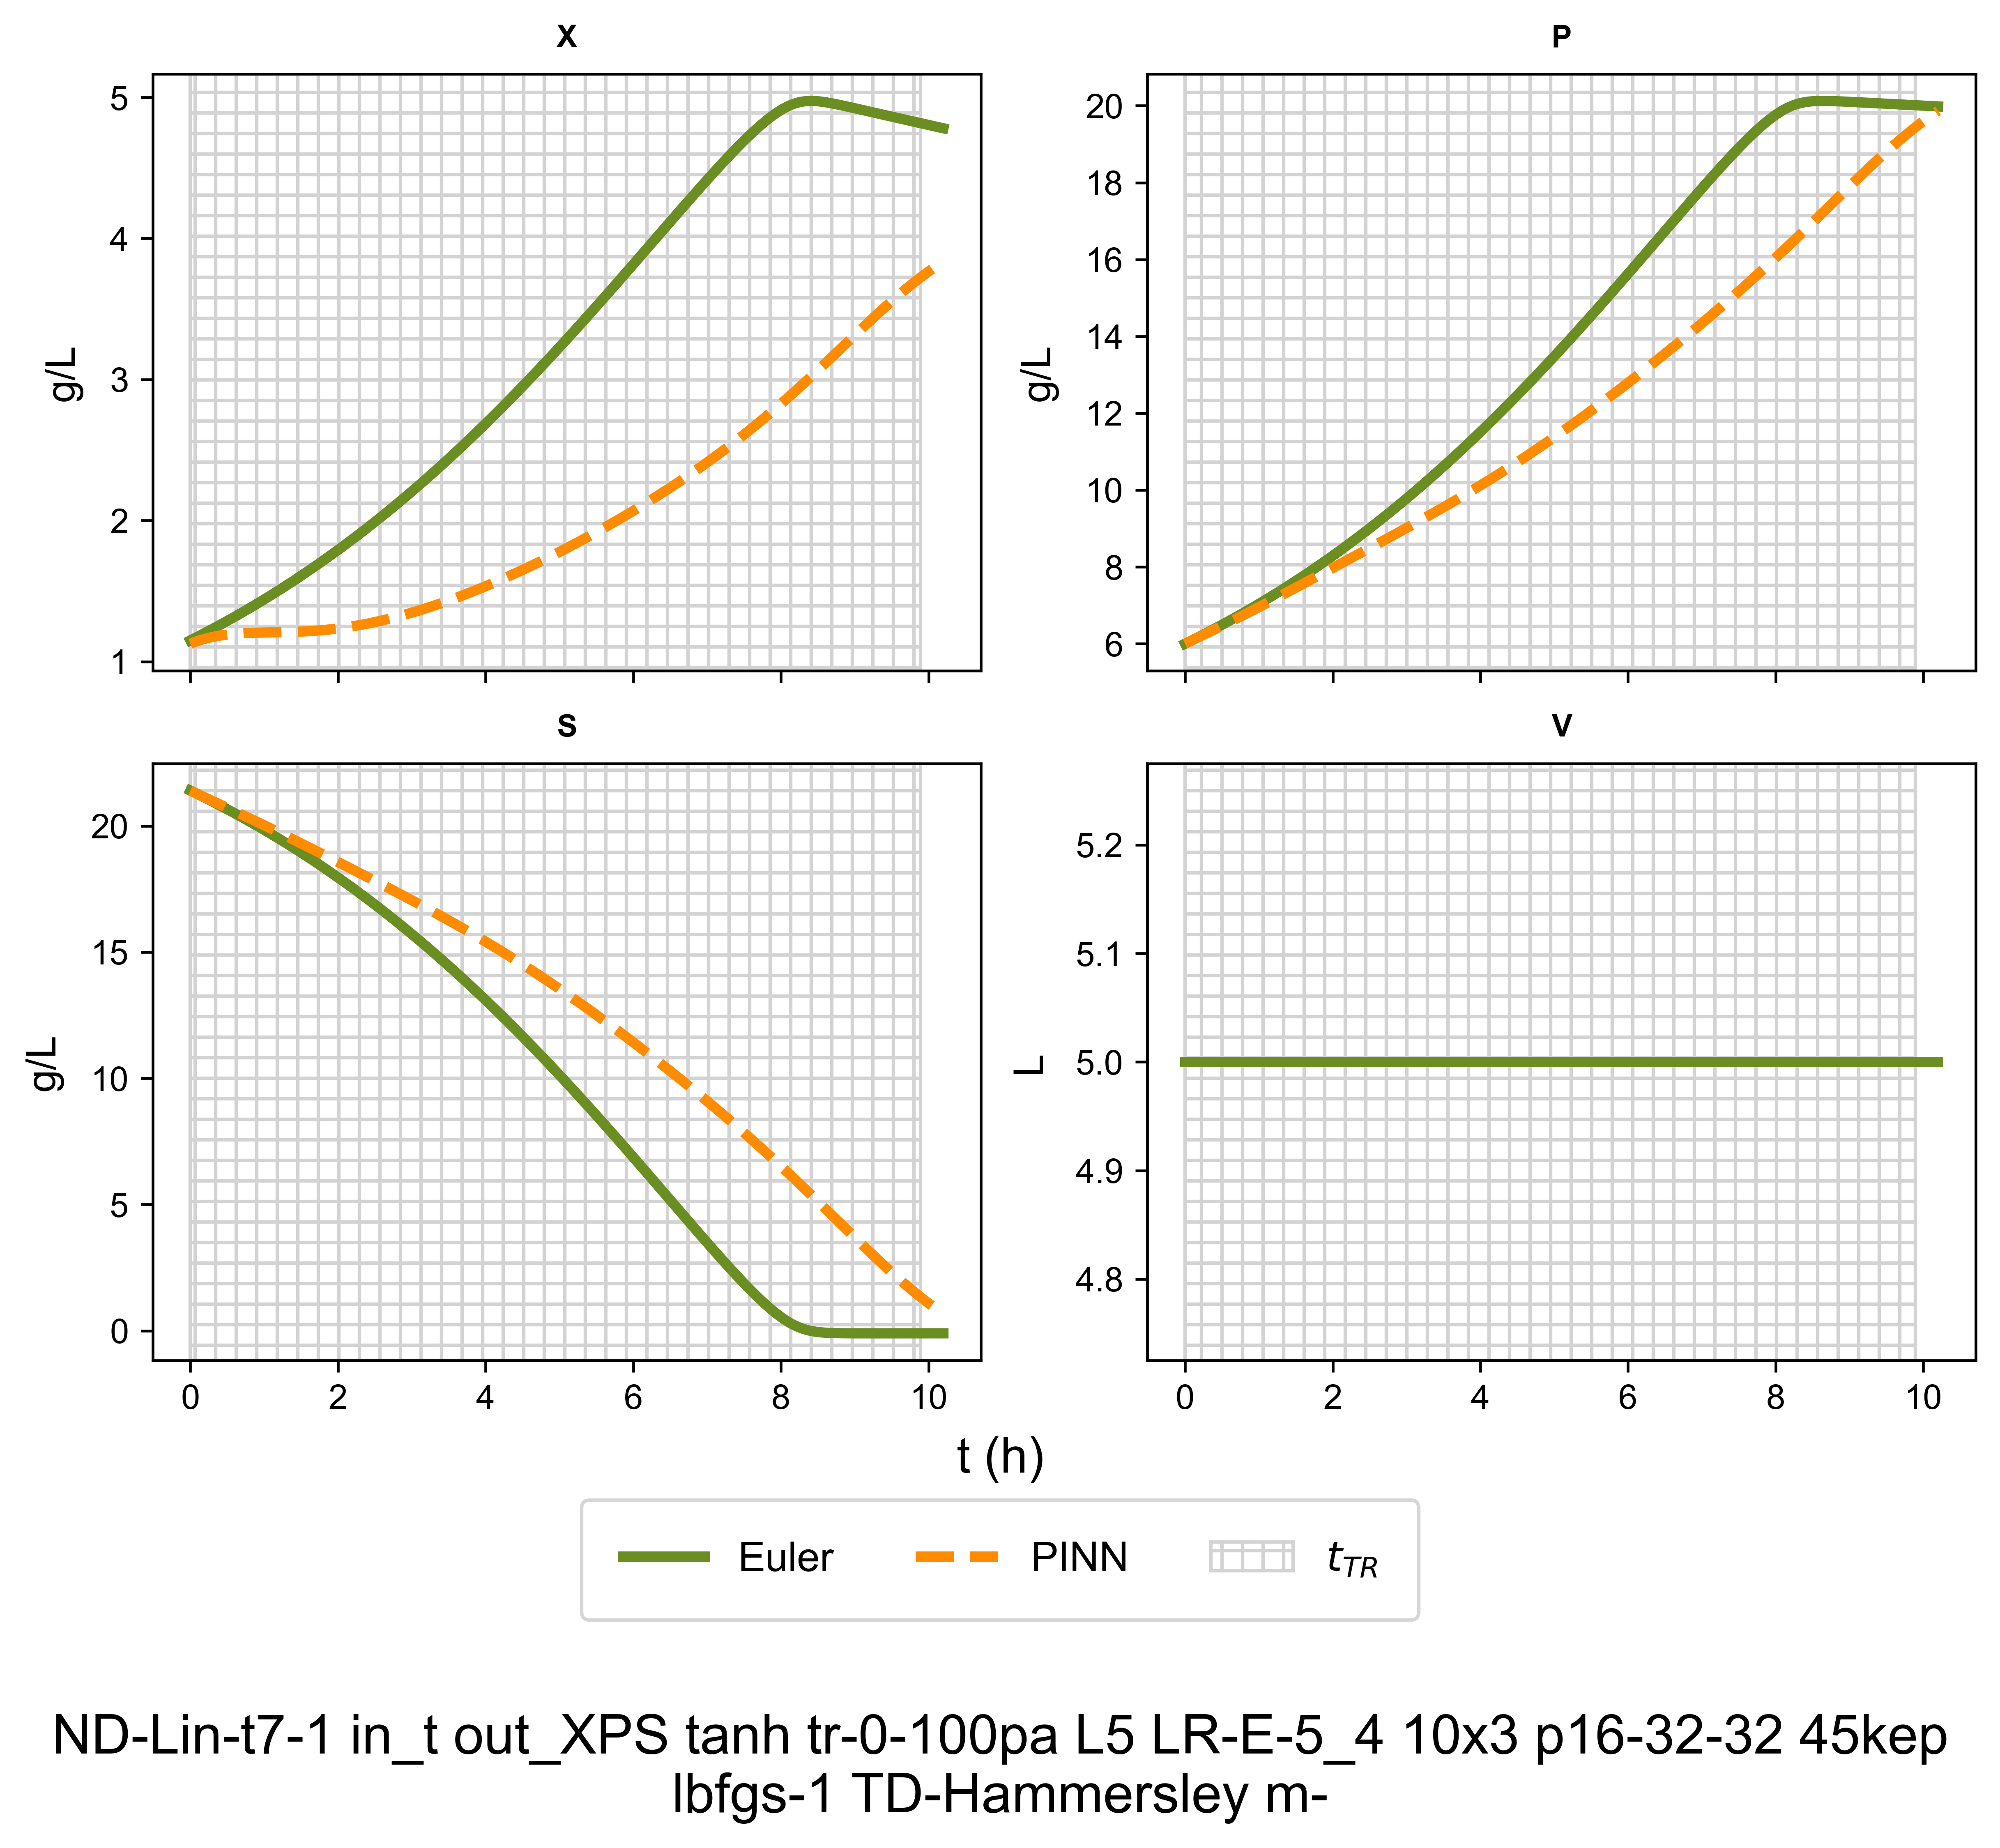 X
P
5
4
3
2
1
g/L
20
18
16
14
12
10
8
6
g/L
S
V
20
15
10
5
0
g/L
5.2
5.1
5.0
4.9
4.8
L
0 2 4 6 8 10
0 2 4 6 8 10
t (h)
Euler PINN t_TR
ND-Lin-t7-1 in_t out_XPS tanh tr-0-100pa L5 LR-E-5_4 10x3 p16-32-32 45kep
lbfgs-1 TD-Hammersley m-